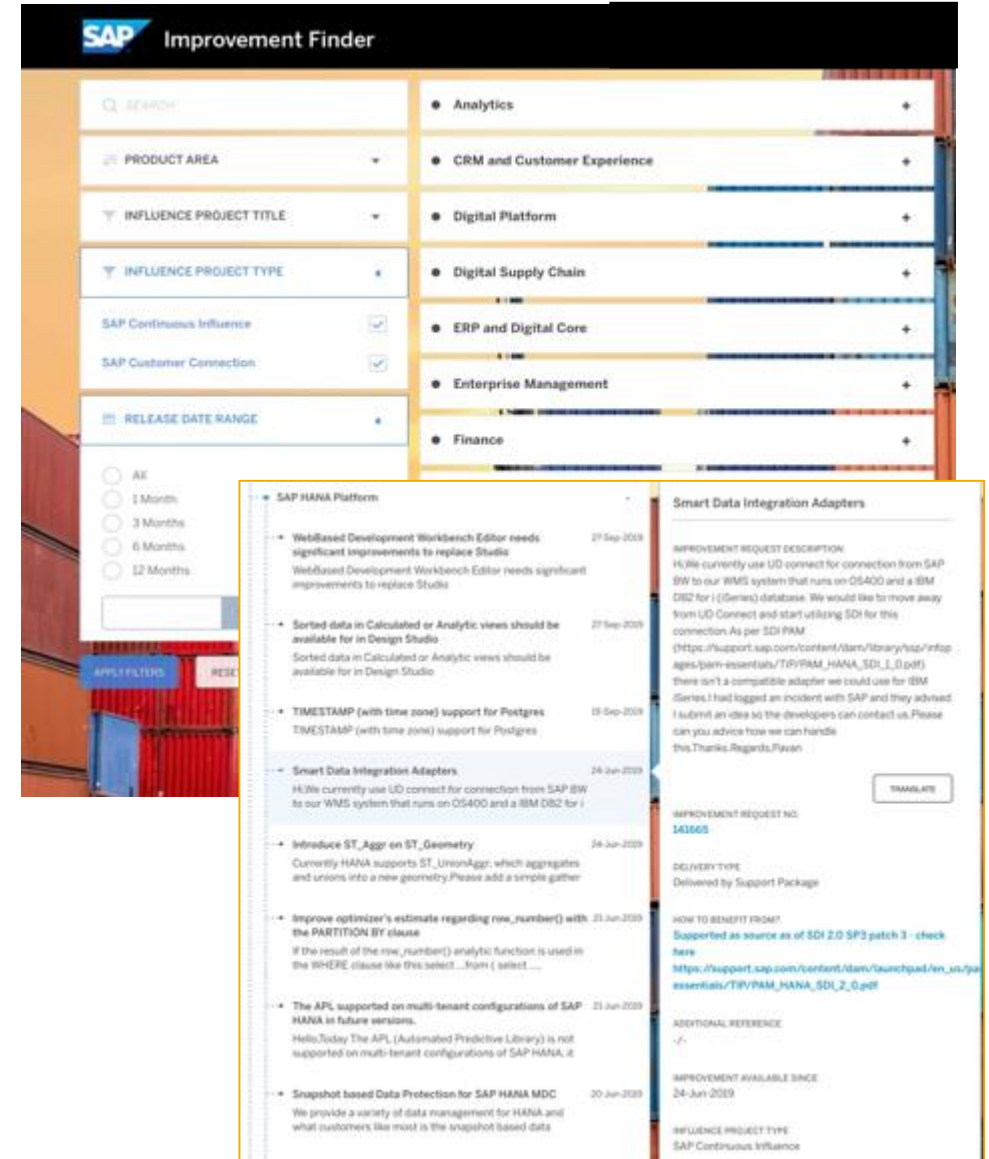 SAP Improvement Finder
SEARCH
PRODUCT AREA
INFLUENCE PROJECT TITLE
INFLUENCE PROJECT TYPE
SAP Continuous Influence
SAP Customer Connection
RELEASE DATE RANGE
All
1 Month
3 Months
6 Months
12 Months
APPLY FILTERS
RESE
Analytics +
CRM and Customer Experience +
Digital Platform +
Digital Supply Chain +
ERP and Digital Core +
Enterprise Management +
Finance +
SAP HANA Platform
WebBased Development Workbench Editor needs 27-Sep-2019
significant improvements to replace Studio
WebBased Development Workbench Editor needs significant
improvements to replace Studio
Sorted data in Calculated or Analytic views should be 27-Sep-2019
available for in Design Studio
Sorted data in Calculated or Analytic views should be
available for in Design Studio
TIMESTAMP (with time zone) support for Postgres 19-Sep-2019
TIMESTAMP (with time zone) support for Postgres
Smart Data Integration Adapters 24-Jun-2019
Hi,We currently use UD connect for connection from SAP BW
to our WMS system that runs on OS400 and a IBM DB2 for i
Introduce ST_Aggr on ST_Geometry 24-Jun-2019
Currently HANA supports ST_UnionAggr, which aggregates
and unions into a new geometry.Please add a simple gather
Improve optimizer's estimate regarding row_number() with 21-Jun-2019
the PARTITION BY clause
If the result of the row_number() analytic function is used in
the WHERE clause like this select ...from ( select ....
The APL supported on multi-tenant configurations of SAP 21-Jun-2019
HANA in future versions.
Hello,Today The APL (Automated Predictive Library) is not
supported on multi-tenant configurations of SAP HANA, it
Snapshot based Data Protection for SAP HANA MDC 20-Jun-2019
We provide a variety of data management for HANA and
what customers like most is the snapshot based data
Smart Data Integration Adapters
IMPROVEMENT REQUEST DESCRIPTION
Hi,We currently use UD connect for connection from SAP
BW to our WMS system that runs on OS400 and a IBM
DB2 for i (iSeries) database. We would like to move away
from UD Connect and start utilizing SDI for this
connection.As per SDI PAM
(https://support.sap.com/content/dam/library/ssp/infop
ages/pam-essentials/TIP/PAM_HANA_SDI_1_0.pdf)
there isn't a compatible adapter we could use for IBM
iSeries.I had logged an incident with SAP and they advised
I submit an idea so the developers can contact us.Please
can you advice how we can handle
this.Thanks.Regards,Pavan
TRANSLATE
IMPROVEMENT REQUEST NO.
141665
DELIVERY TYPE
Delivered by Support Package
HOW TO BENEFIT FROM?
Supported as source as of SDI 2.0 SP3 patch 3 - check
here
https://support.sap.com/content/dam/launchpad/en_us/pa
essentials/TIP/PAM_HANA_SDI_2_0.pdf
ADDITIONAL REFERENCE
-/-
IMPROVEMENT AVAILABLE SINCE
24-Jun-2019
INFLUENCE PROJECT TYPE
SAP Continuous Influence